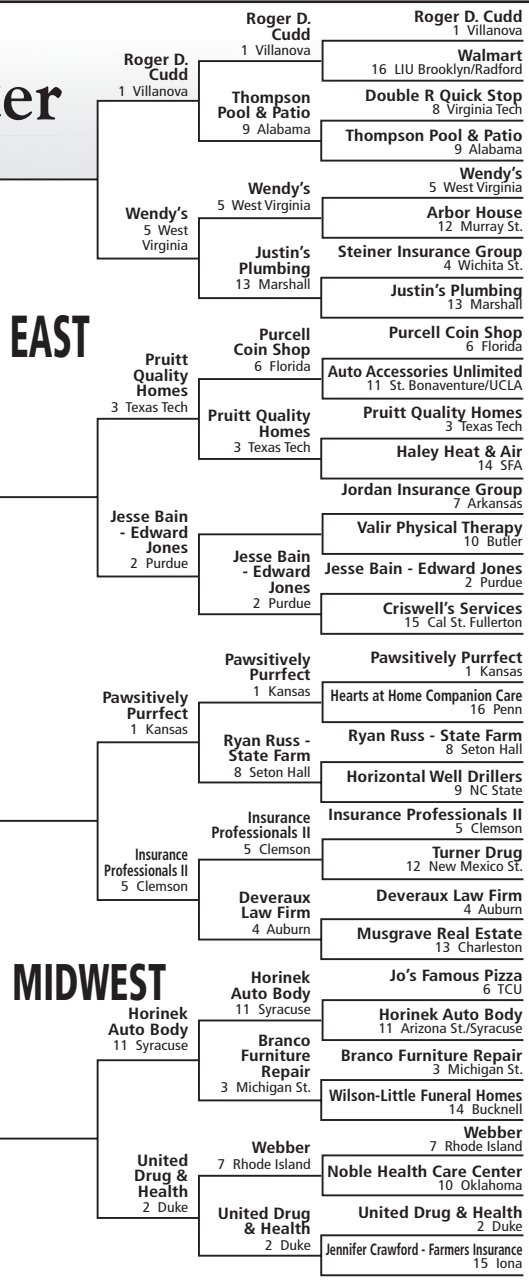 er
EAST
MIDWEST
Roger D.
Cudd
1 Villanova
Wendy's
5 West
Virginia
Pruitt
Quality
Homes
3 Texas Tech
Jesse Bain
- Edward
Jones
2 Purdue
Pawsitively
Purrfect
1 Kansas
Insurance
Professionals II
5 Clemson
Horinek
Auto Body
11 Syracuse
United
Drug &
Health
2 Duke
Roger D.
Cudd
1 Villanova
Thompson
Pool & Patio
9 Alabama
Wendy's
5 West Virginia
Justin's
Plumbing
13 Marshall
Purcell
Coin Shop
6 Florida
Pruitt Quality
Homes
3 Texas Tech
Jesse Bain
- Edward
Jones
2 Purdue
Pawsitively
Purrfect
1 Kansas
Ryan Russ -
State Farm
8 Seton Hall
Insurance
Professionals II
5 Clemson
Deveraux
Law Firm
4 Auburn
Horinek
Auto Body
11 Syracuse
Branco
Furniture
Repair
3 Michigan St.
Webber
7 Rhode Island
United Drug
& Health
2 Duke
Roger D. Cudd
1 Villanova
Walmart
16 LIU Brooklyn/Radford
Double R Quick Stop
8 Virginia Tech
Thompson Pool & Patio
9 Alabama
Wendy's
5 West Virginia
Arbor House
12 Murray St.
Steiner Insurance Group
4 Wichita St.
Justin's Plumbing
13 Marshall
Purcell Coin Shop
6 Florida
Auto Accessories Unlimited
11 St. Bonaventure/UCLA
Pruitt Quality Homes
3 Texas Tech
Haley Heat & Air
14 SFA
Jordan Insurance Group
7 Arkansas
Valir Physical Therapy
10 Butler
Jesse Bain - Edward Jones
2 Purdue
Criswell's Services
15 Cal St. Fullerton
Pawsitively Purrfect
1 Kansas
Hearts at Home Companion Care
16 Penn
Ryan Russ - State Farm
8 Seton Hall
Horizontal Well Drillers
9 NC State
Insurance Professionals II
5 Clemson
Turner Drug
12 New Mexico St.
Deveraux Law Firm
4 Auburn
Musgrave Real Estate
13 Charleston
Jo's Famous Pizza
6 TCU
Horinek Auto Body
11 Arizona St./Syracuse
Branco Furniture Repair
3 Michigan St.
Wilson-Little Funeral Homes
14 Bucknell
Webber
7 Rhode Island
Noble Health Care Center
10 Oklahoma
United Drug & Health
2 Duke
Jennifer Crawford - Farmers Insurance
15 Iona